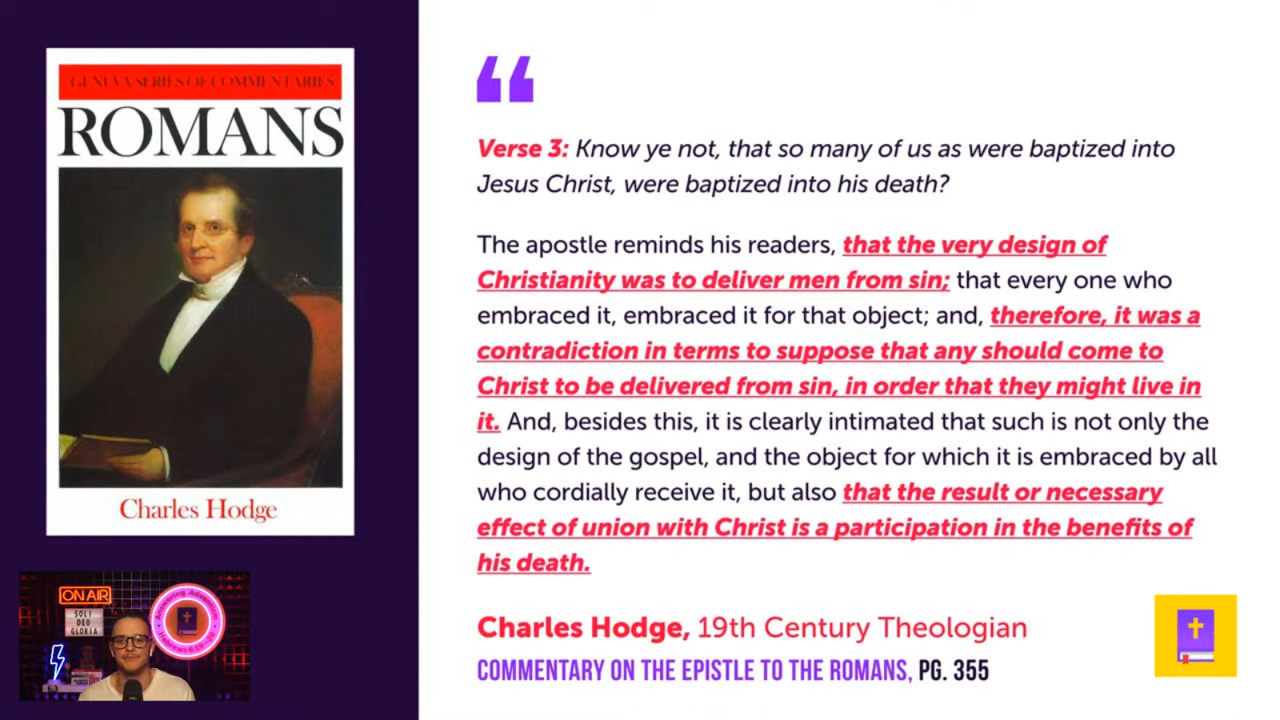 GENEVA SERIES OF COMMENTARIES
ROMANS
Charles Hodge
ON AIR
SOLI
DEO
GLORIA
“
Verse 3: Know ye not, that so many of us as were baptized into
Jesus Christ, were baptized into his death?
The apostle reminds his readers, that the very design of
Christianity was to deliver men from sin; that every one who
embraced it, embraced it for that object; and, therefore, it was a
contradiction in terms to suppose that any should come to
Christ to be delivered from sin, in order that they might live in
it. And, besides this, it is clearly intimated that such is not only the
design of the gospel, and the object for which it is embraced by all
who cordially receive it, but also that the result or necessary
effect of union with Christ is a participation in the benefits of
his death.
Charles Hodge, 19th Century Theologian
COMMENTARY ON THE EPISTLE TO THE ROMANS, PG. 355